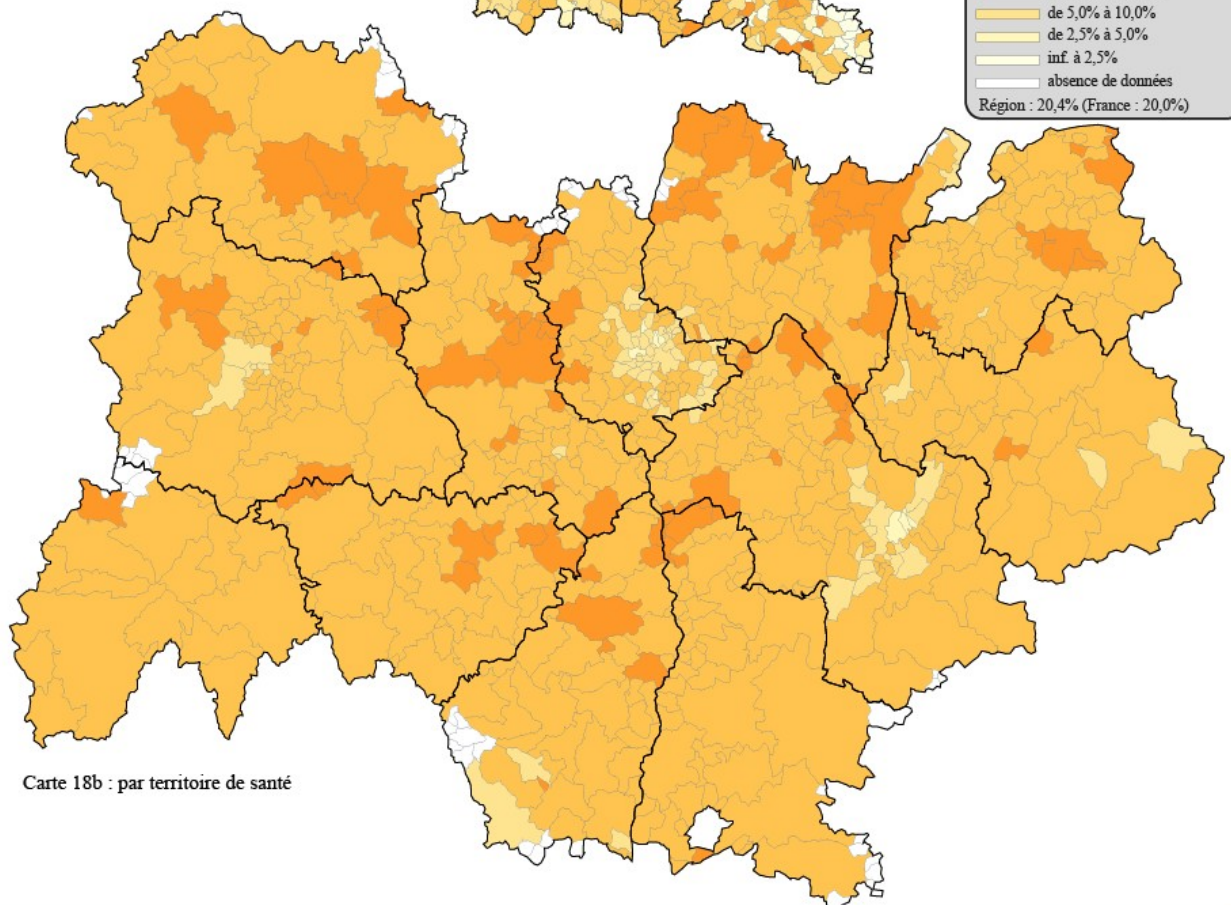 de 5,0% à 10,0%
de 2,5% à 5,0%
inf. à 2,5%
absence de données
Région : 20,4% (France : 20,0%)
Carte 18b : par territoire de santé